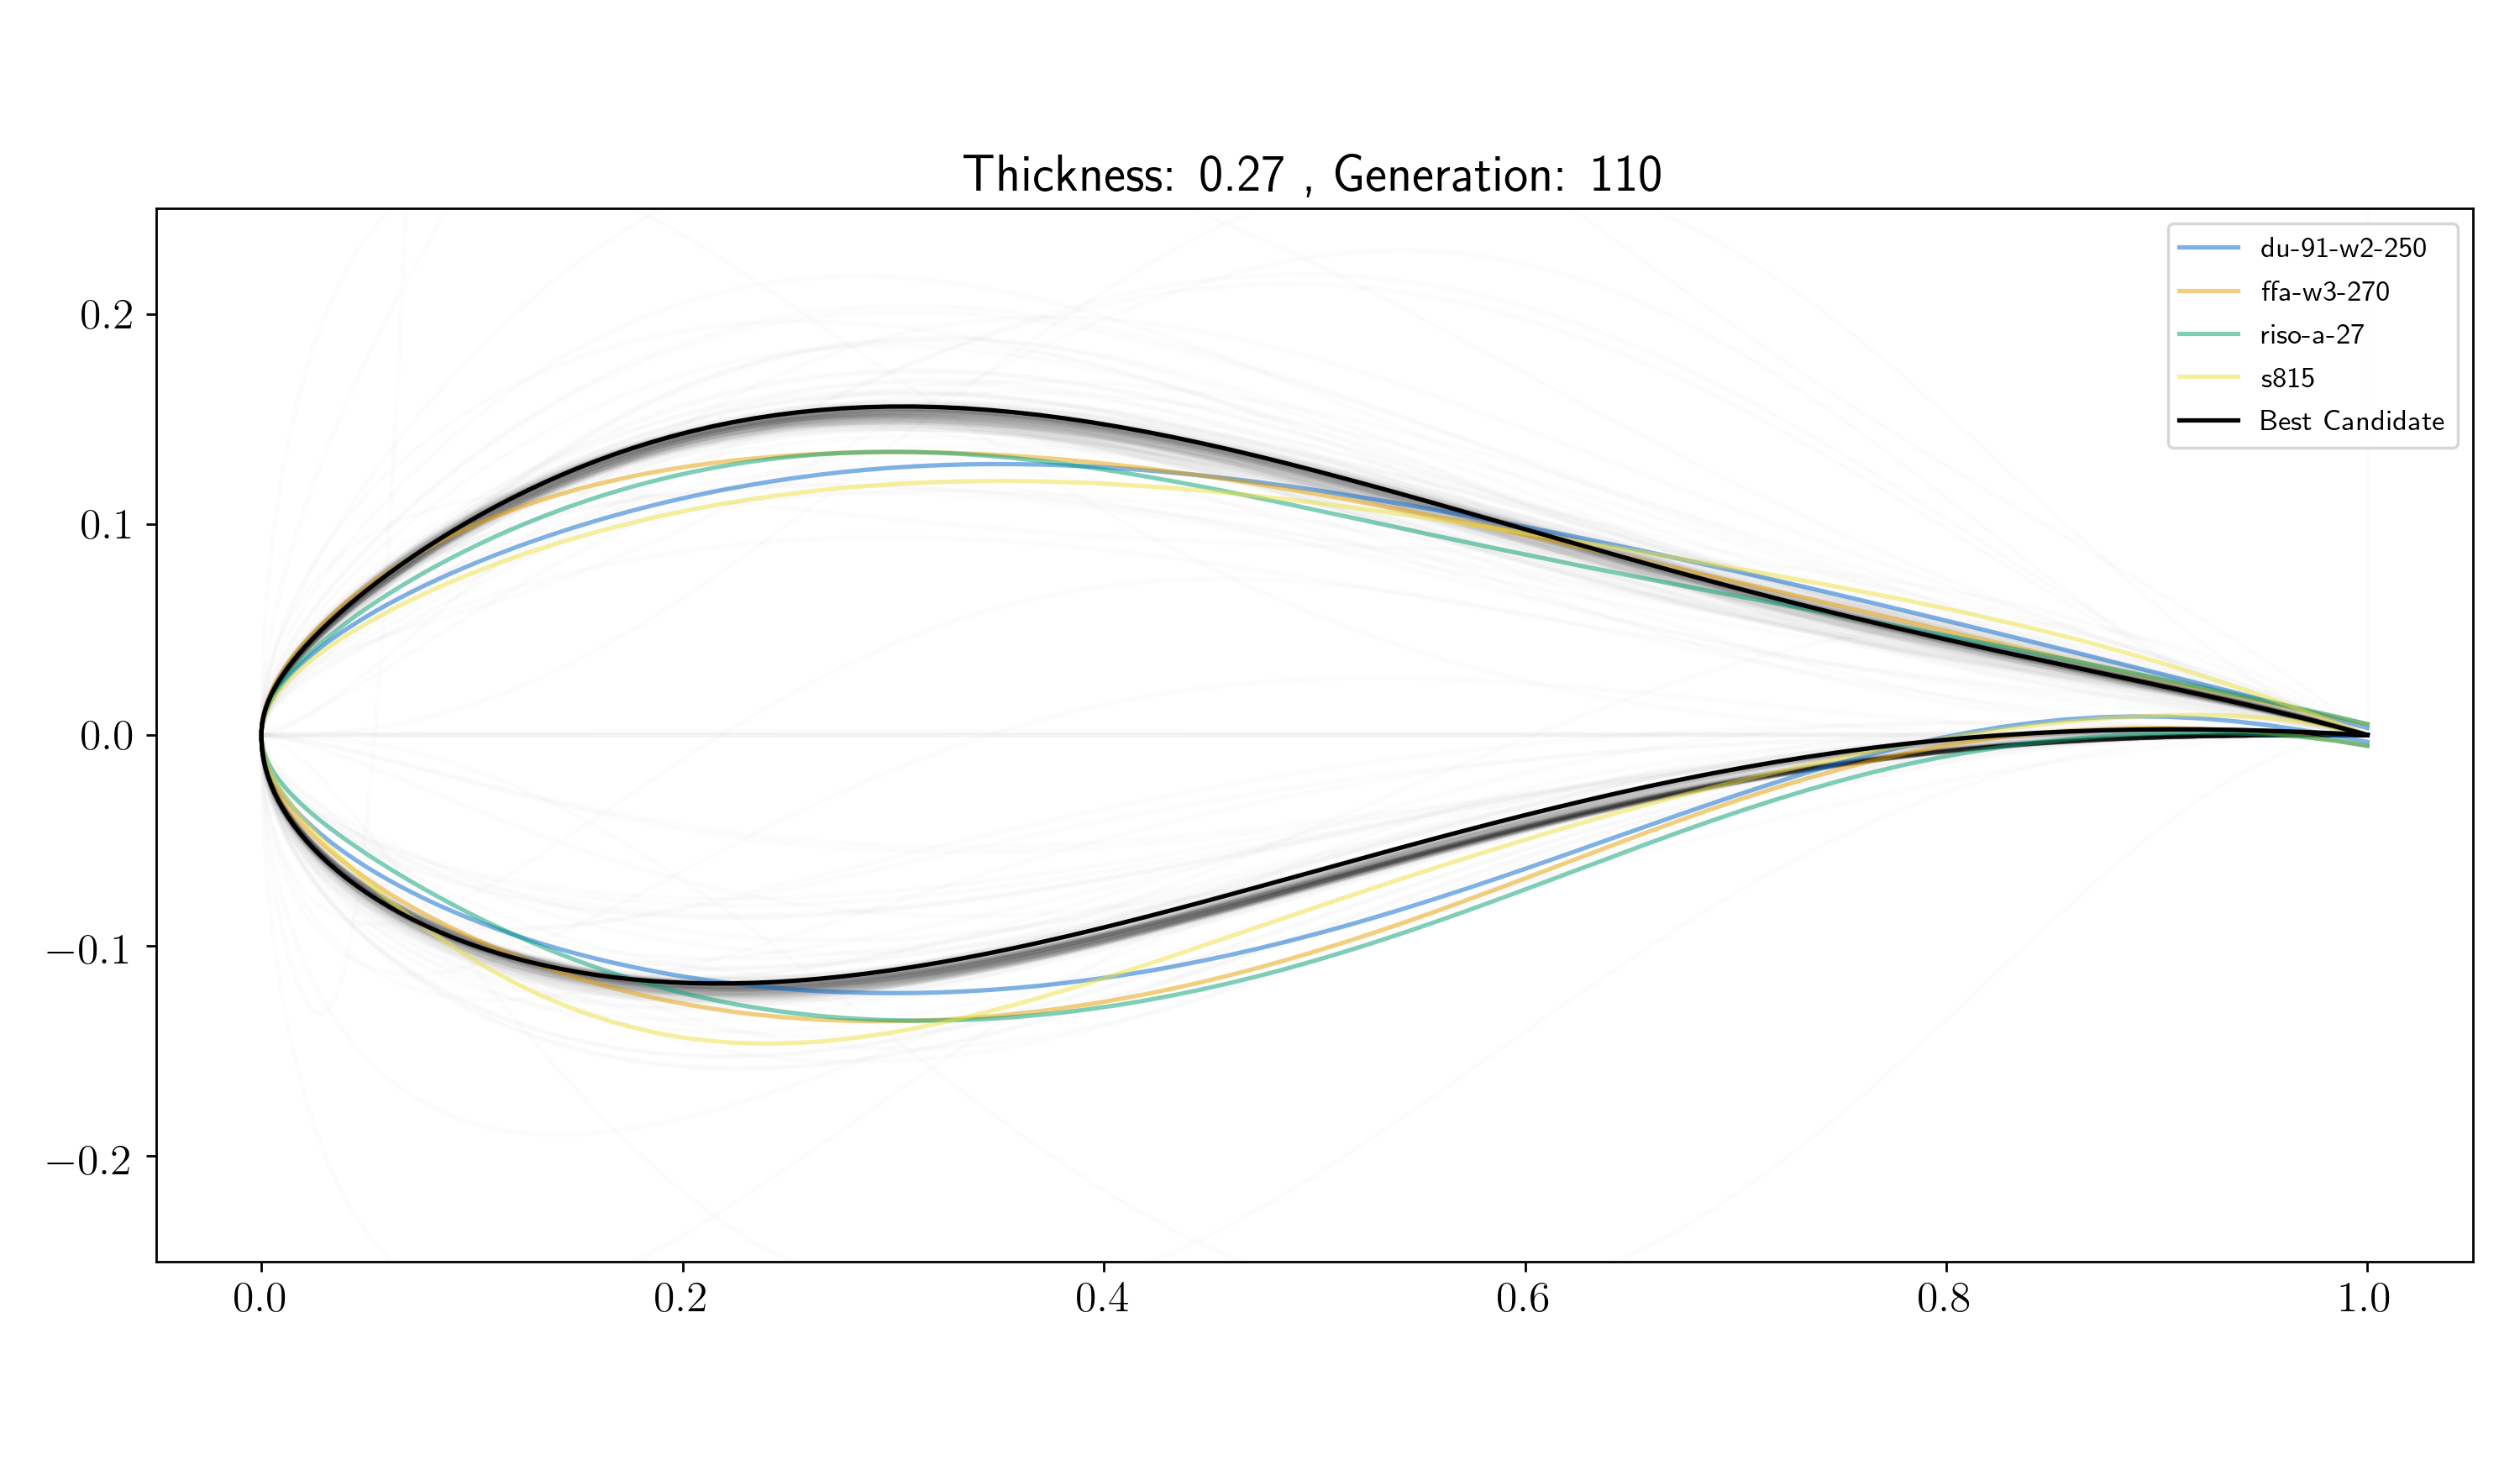 Thickness: 0.27 , Generation: 110
du-91-w2-250
ffa-w3-270
riso-a-27
s815
Best Candidate
0.2
0.1
0.0
−0.1
−0.2
0.0 0.2 0.4 0.6 0.8 1.0